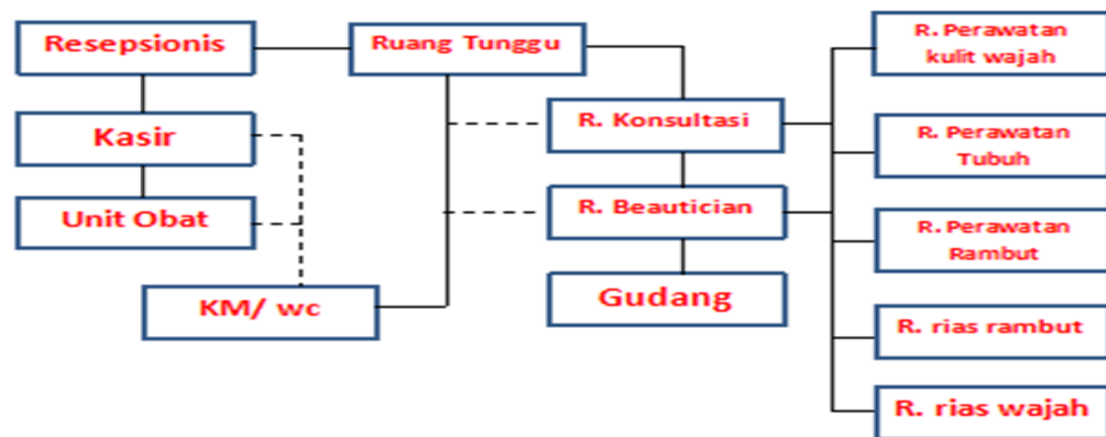 Resepsionis
Ruang Tunggu
Kasir
Unit Obat
KM/ wc
R. Konsultasi
R. Beautician
Gudang
R. Perawatan
kulit wajah
R. Perawatan
Tubuh
R. Perawatan
Rambut
R. rias rambut
R. rias wajah